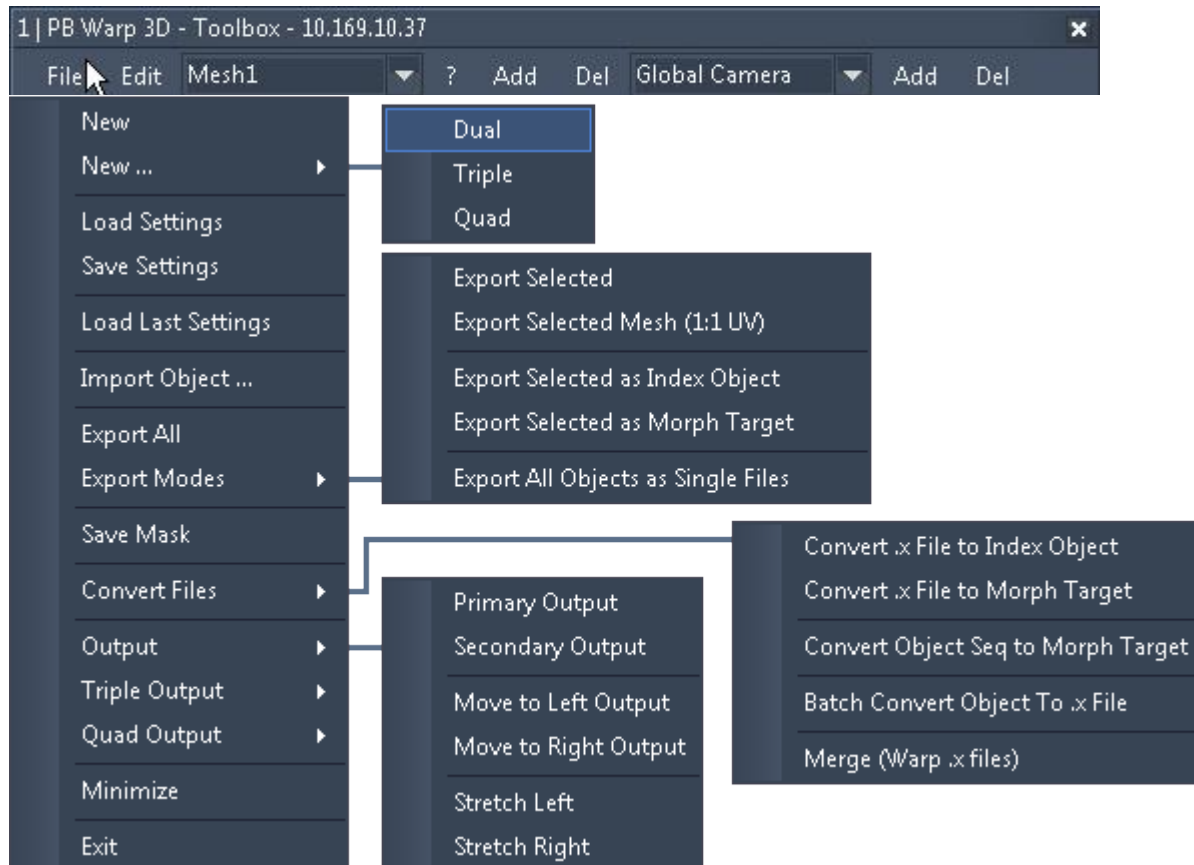 1 | PB Warp 3D - Toolbox - 10.169.10.37
File Edit Mesh1 ? Add Del Global Camera Add Del
New
New ...
Load Settings
Save Settings
Load Last Settings
Import Object ...
Export All
Export Modes
Save Mask
Convert Files
Output
Triple Output
Quad Output
Minimize
Exit
Dual
Triple
Quad
Export Selected
Export Selected Mesh (1:1 UV)
Export Selected as Index Object
Export Selected as Morph Target
Export All Objects as Single Files
Convert .x File to Index Object
Convert .x File to Morph Target
Convert Object Seq to Morph Target
Batch Convert Object To .x File
Merge (Warp .x files)
Primary Output
Secondary Output
Move to Left Output
Move to Right Output
Stretch Left
Stretch Right